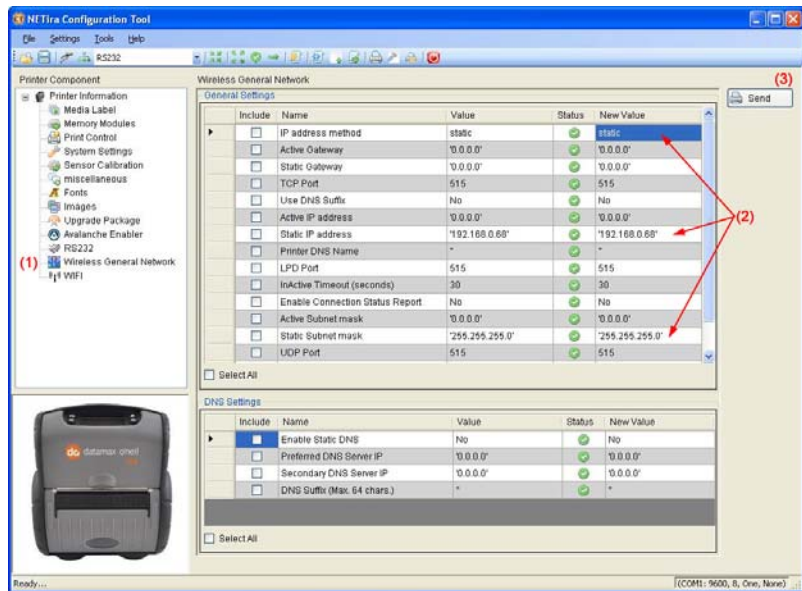 NETira Configuration Tool
File Settings Tools Help
RS232
Printer Component
Printer Information
Media Label
Memory Modules
Print Control
System Settings
Sensor Calibration
miscellaneous
Fonts
Images
Upgrade Package
Avalanche Enabler
RS232
(1) Wireless General Network
WIFI
Wireless General Network
General Settings
Include Name Value Status New Value
IP address method static static
Active Gateway '0.0.0.0' '0.0.0.0'
Static Gateway '0.0.0.0' '0.0.0.0'
TCP Port 515 515
Use DNS Suffix No No
Active IP address '0.0.0.0' '0.0.0.0'
Static IP address '192.168.0.68' '192.168.0.68'
Printer DNS Name '' ''
LPD Port 515 515
InActive Timeout (seconds) 30 30
Enable Connection Status Report No No
Active Subnet mask '0.0.0.0' '0.0.0.0'
Static Subnet mask '255.255.255.0' '255.255.255.0'
UDP Port 515 515
Select All
(2)
(3)
Send
DNS Settings
Include Name Value Status New Value
Enable Static DNS No No
Preferred DNS Server IP '0.0.0.0' '0.0.0.0'
Secondary DNS Server IP '0.0.0.0' '0.0.0.0'
DNS Suffix (Max. 64 chars.) '' ''
Select All
datamax·oneil
Ready...
(COM1: 9600, 8, One, None)